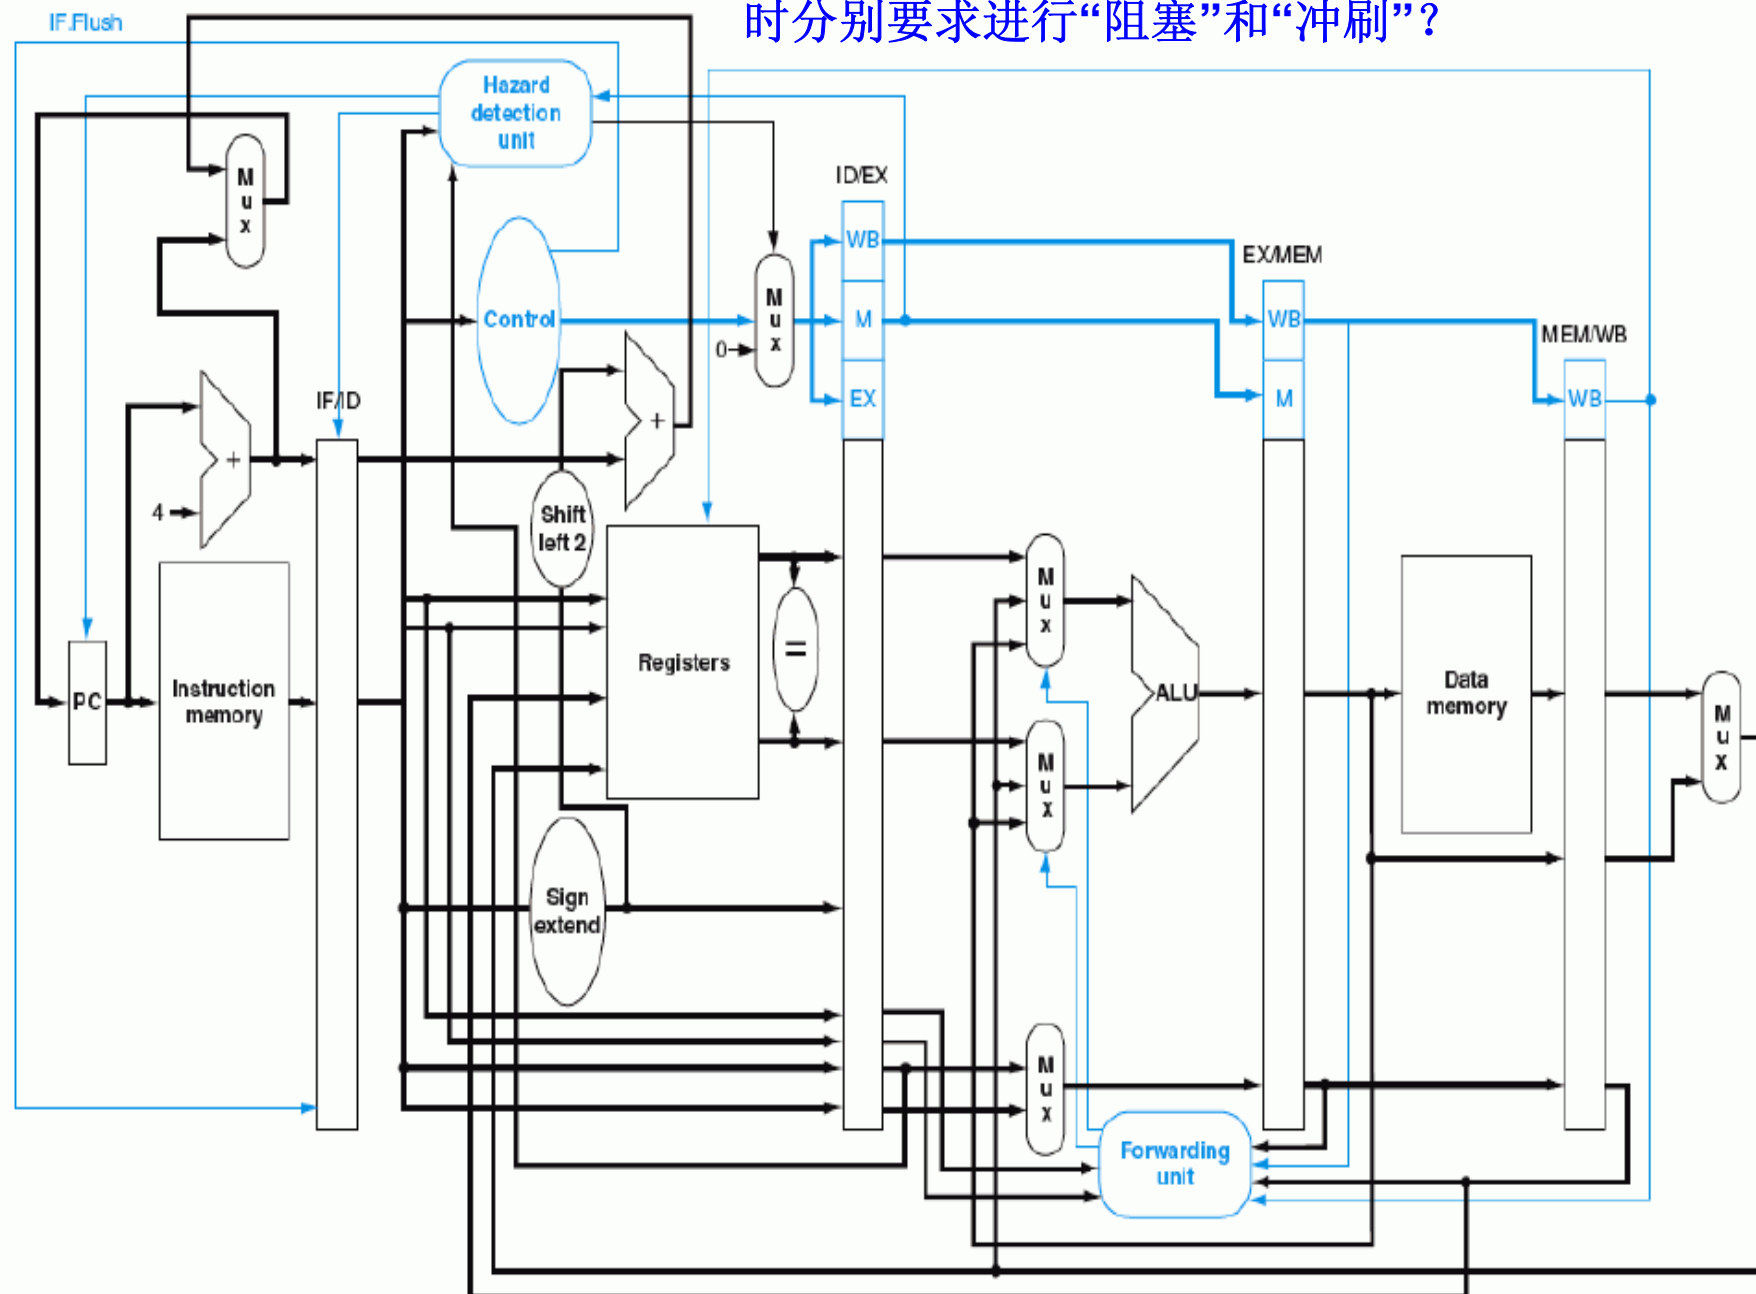 时分别要求进行“阻塞”和“冲刷”？
IF.Flush
Hazard
detection
unit
M
u
x
ID/EX
WB
EX/MEM
M
u
x
Control
M
WB
MEM/WB
0
EX
M
WB
IF/ID
+
+
4
Shift
left 2
M
u
x
Registers
=
PC
Instruction
memory
ALU
Data
memory
M
u
x
M
u
x
Sign
extend
M
u
x
Forwarding
unit